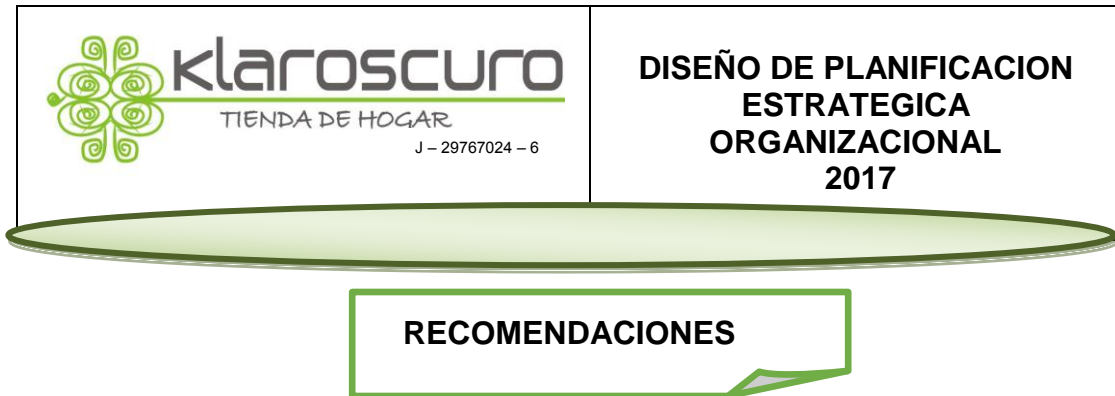 Klaroscuro
TIENDA DE HOGAR
J – 29767024 – 6
DISEÑO DE PLANIFICACION
ESTRATEGICA
ORGANIZACIONAL
2017
RECOMENDACIONES